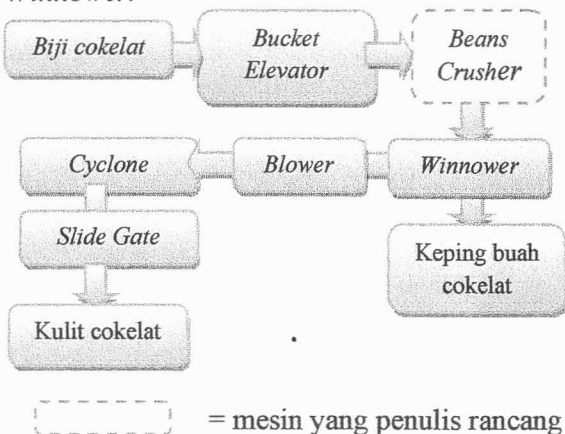 Winnower.
Biji cokelat
Bucket
Elevator
Beans
Crusher
Cyclone
Blower
Winnower
Slide Gate
Keping buah
cokelat
Kulit cokelat
= mesin yang penulis rancang